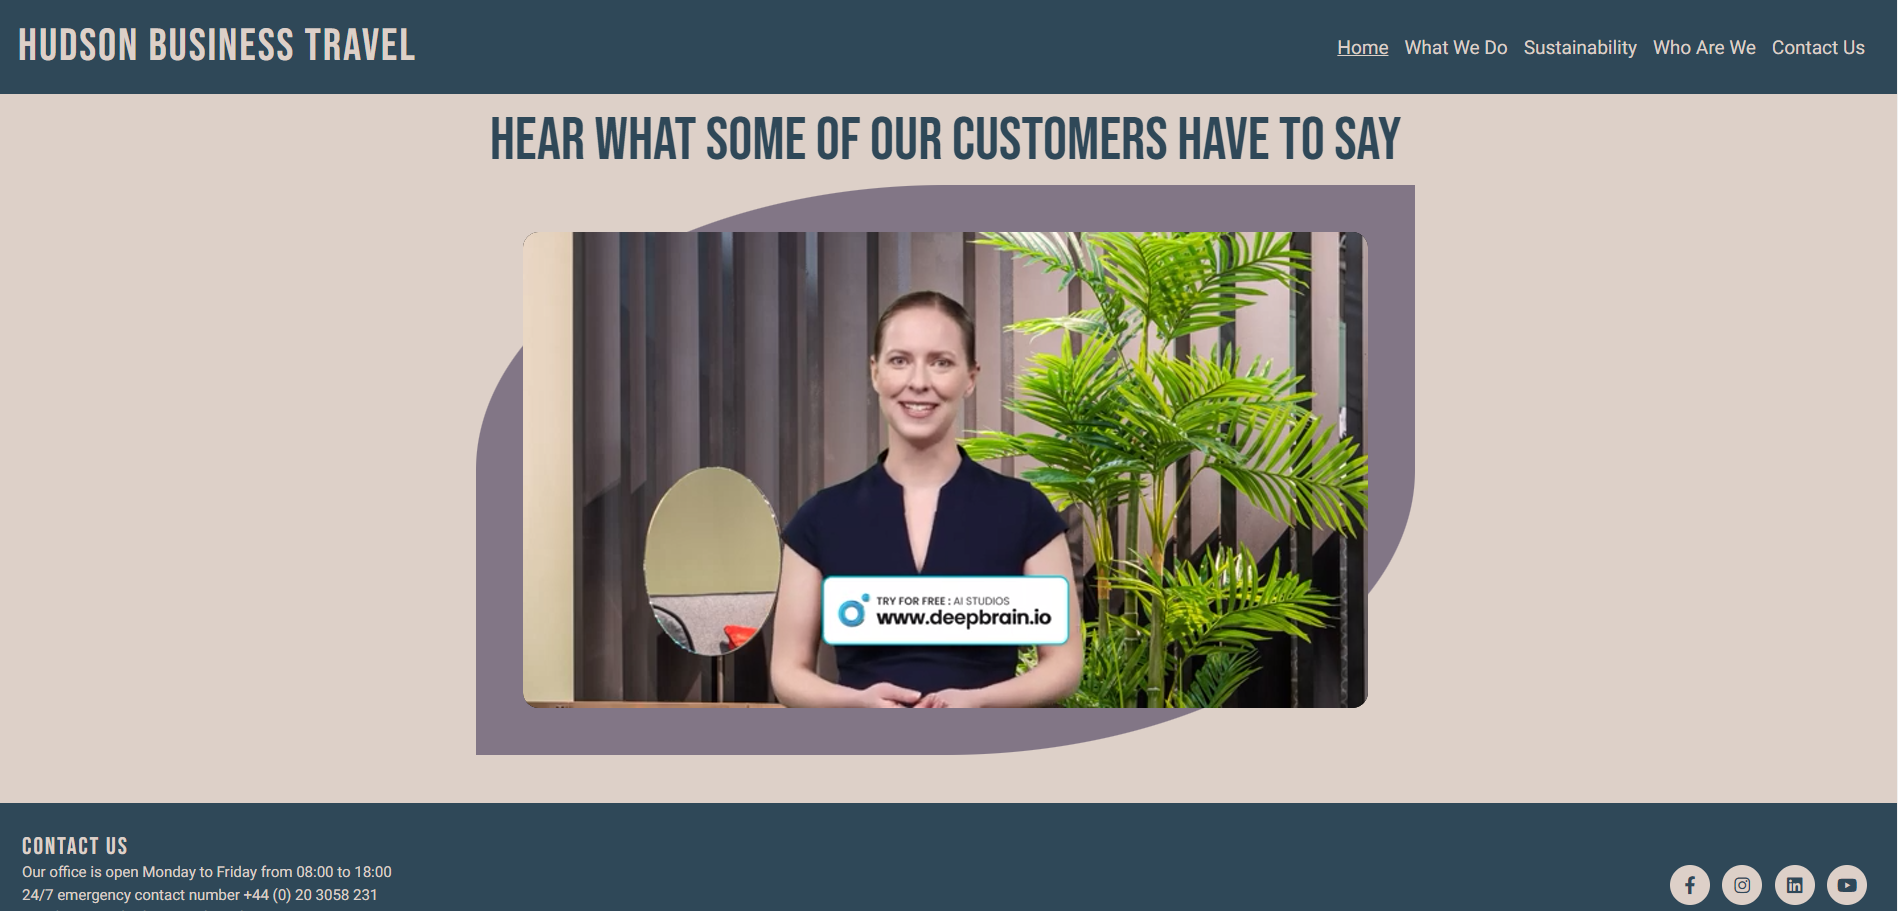 HUDSON BUSINESS TRAVEL
Home What We Do Sustainability Who Are We Contact Us
HEAR WHAT SOME OF OUR CUSTOMERS HAVE TO SAY
TRY FOR FREE : AI STUDIOS
www.deepbrain.io
CONTACT US
Our office is open Monday to Friday from 08:00 to 18:00
24/7 emergency contact number +44 (0) 20 3058 231